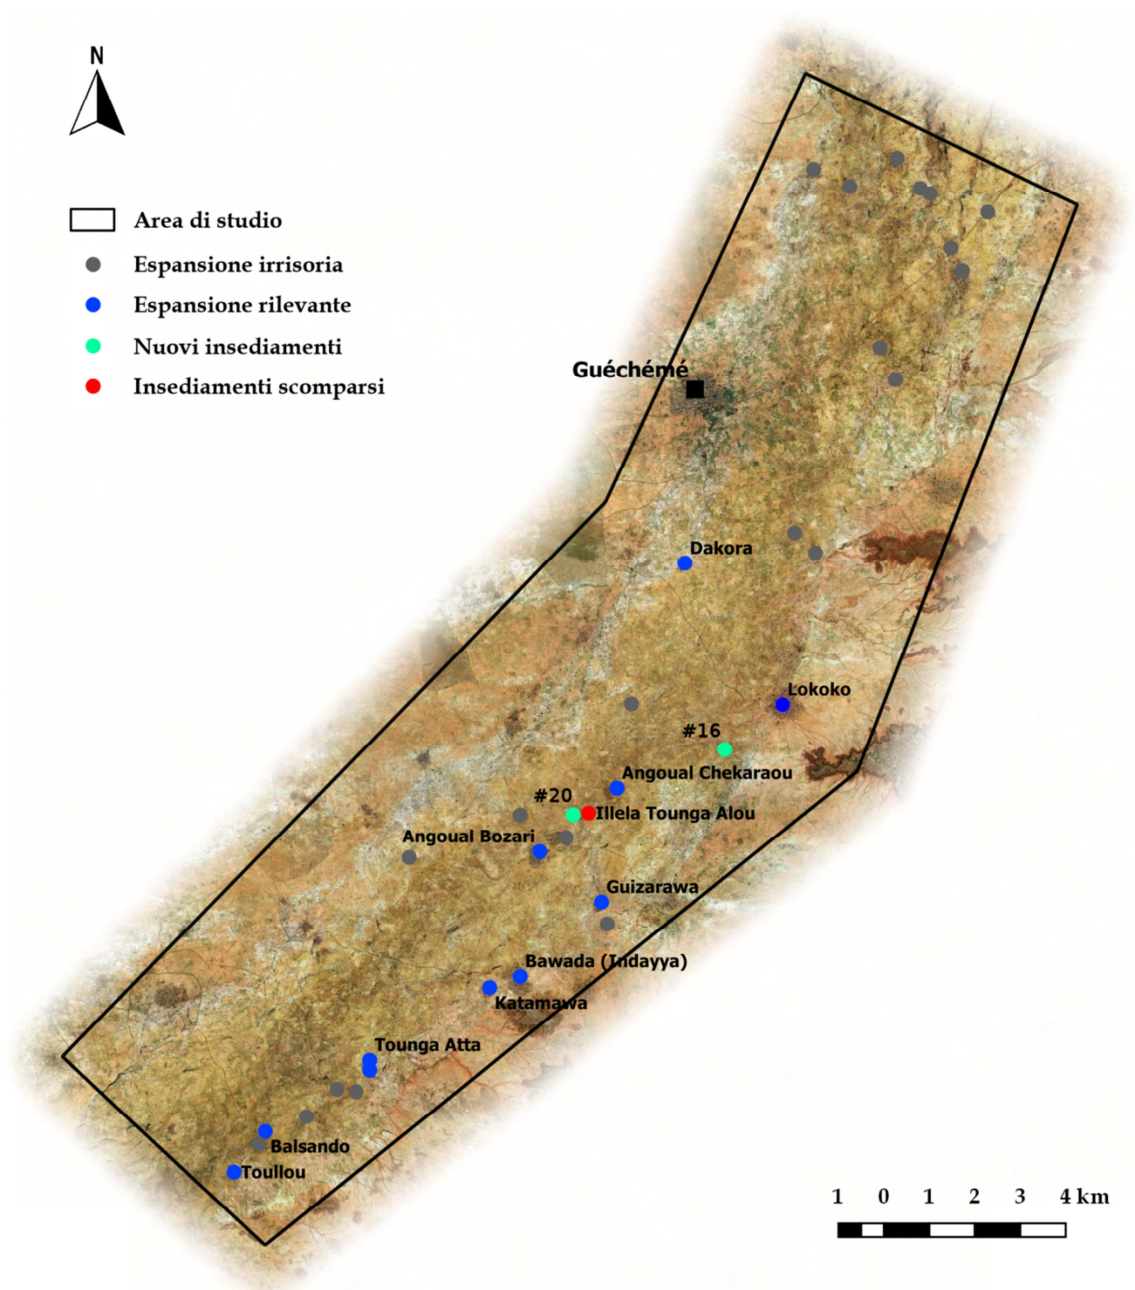 N
Area di studio
Espansione irrisoria
Espansione rilevante
Nuovi insediamenti
Insediamenti scomparsi
Guéchémé
Dakora
Lokoko
#16
Angoual Chekaraou
#20
Illela Tounga Alou
Angoual Bozari
Guizarawa
Bawada (Indayya)
Katamawa
Tounga Atta
Balsando
Toullou
1 0 1 2 3 4 km